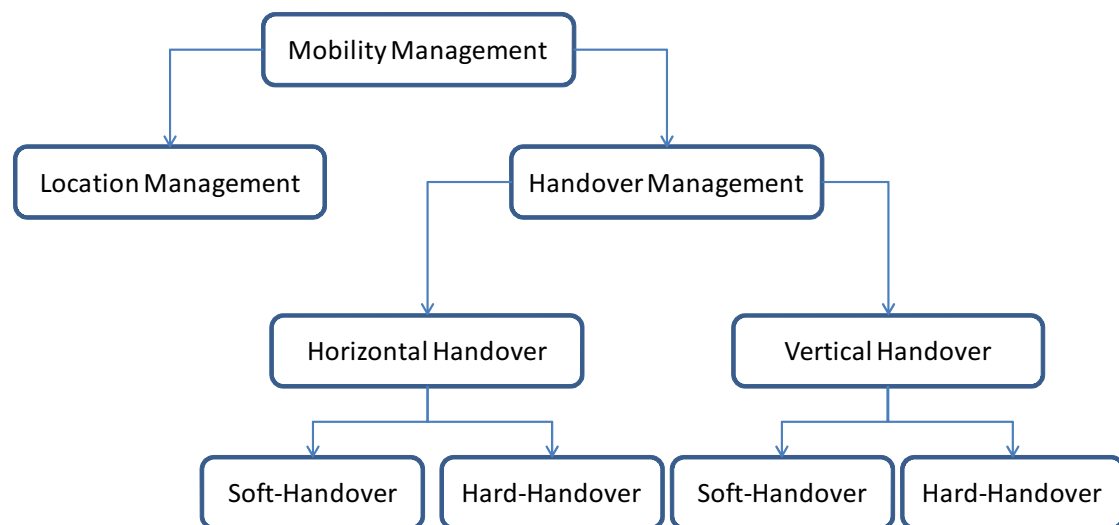 Mobility Management
Location Management
Handover Management
Horizontal Handover
Vertical Handover
Soft-Handover
Hard-Handover
Soft-Handover
Hard-Handover